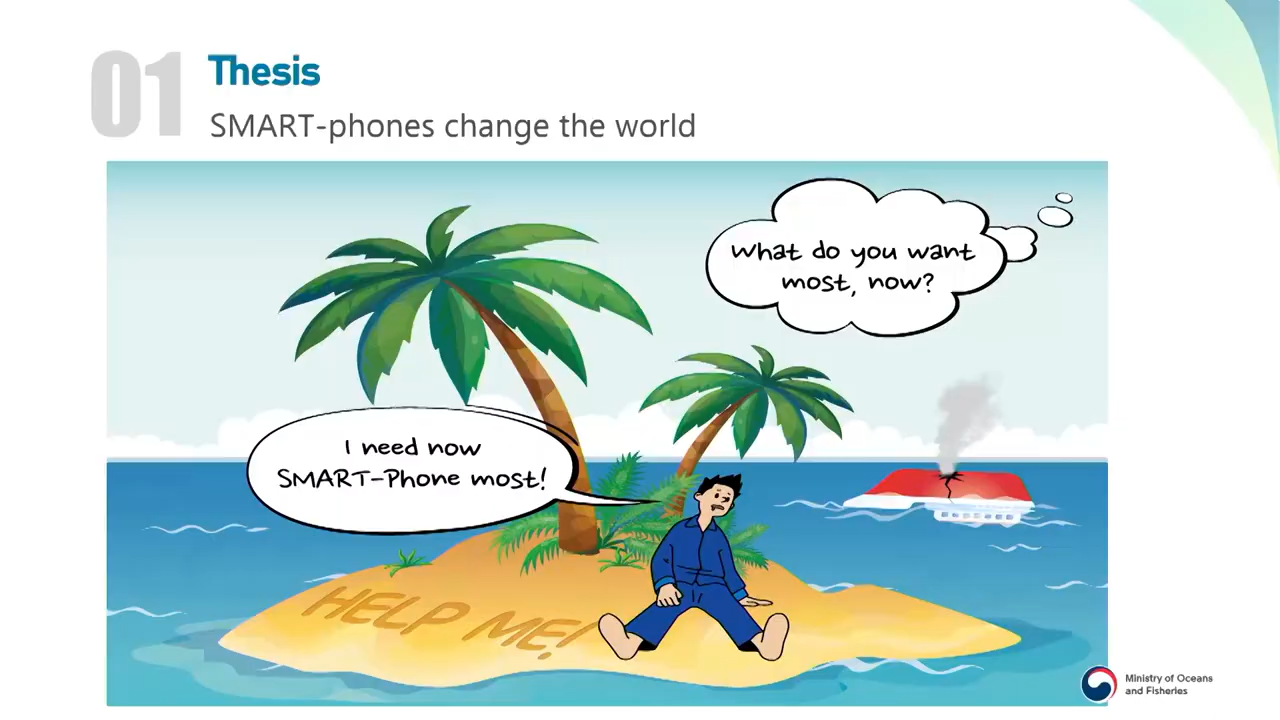 01
Thesis
SMART-phones change the world
What do you want
most, now?
I need now
SMART-Phone most!
HELP ME!
Ministry of Oceans
and Fisheries